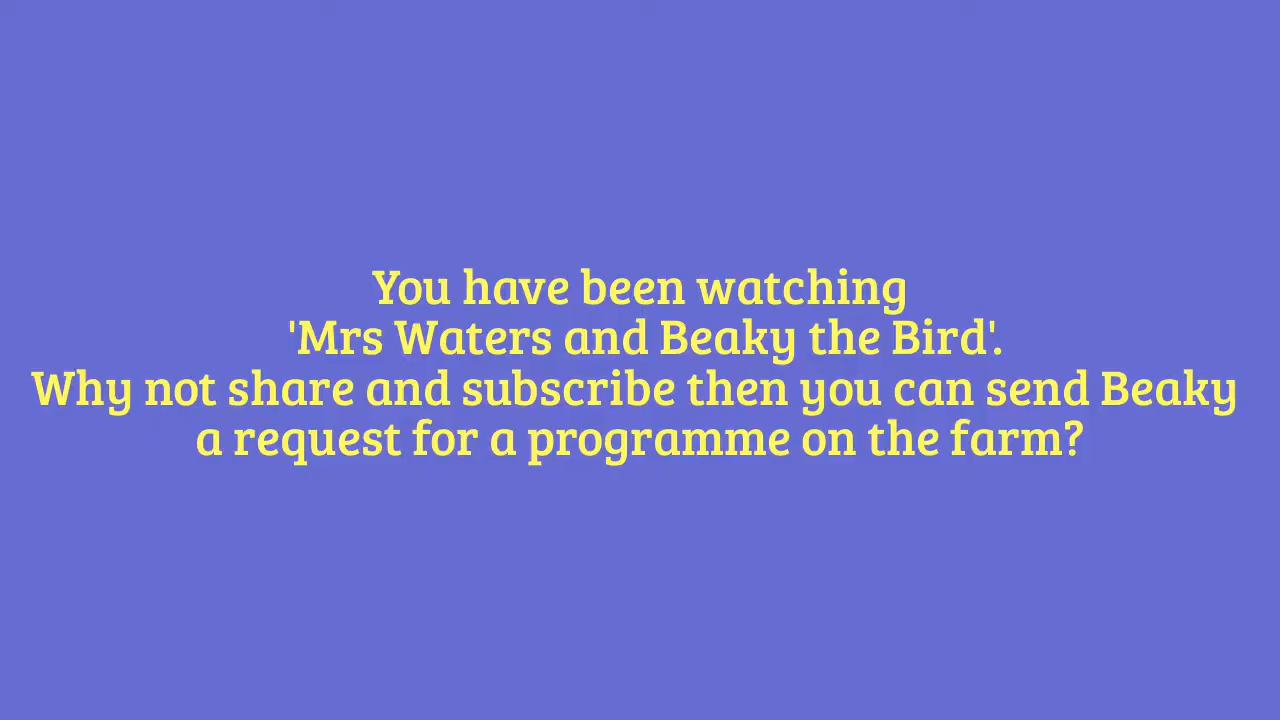 You have been watching
'Mrs Waters and Beaky the Bird'.
Why not share and subscribe then you can send Beaky
a request for a programme on the farm?